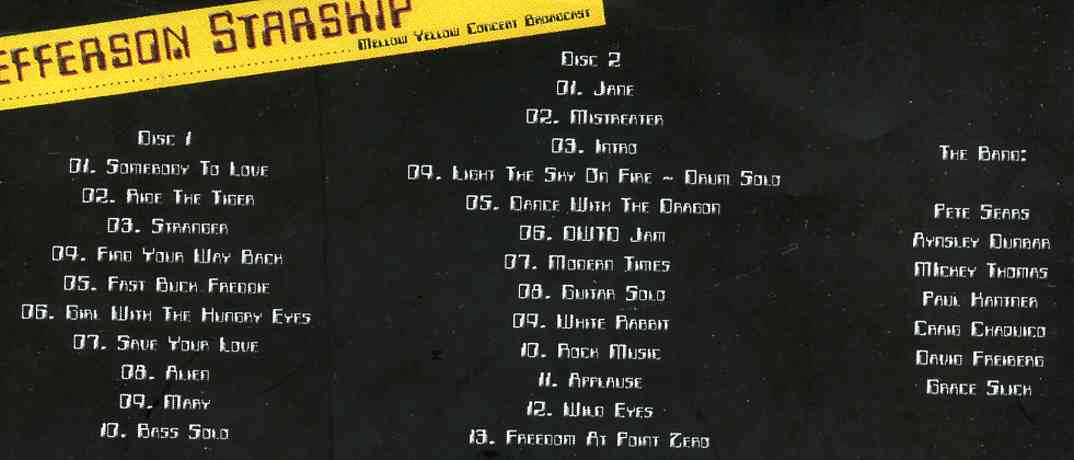 EFFERSON STARSHIP
MELLOW YELLOW CONCERT BROADCAST
DISC 1
01. SOMEBODY TO LOVE
02. RIDE THE TIGER
03. STRANGER
04. FIND YOUR WAY BACK
05. FAST BUCK FREDDIE
06. GIRL WITH THE HUNGRY EYES
07. SAVE YOUR LOVE
08. ALIEN
09. MARY
10. BASS SOLO
DISC 2
01. JANE
02. MISTREATER
03. INTRO
04. LIGHT THE SKY ON FIRE ~ DRUM SOLO
05. DANCE WITH THE DRAGON
06. OWTO JAM
07. MODERN TIMES
08. GUITAR SOLO
09. WHITE RABBIT
10. ROCK MUSIC
11. APPLAUSE
12. WILD EYES
13. FREEDOM AT POINT ZERO
THE BAND:
PETE SEARS
AYNSLEY DUNBAR
MICKEY THOMAS
PAUL KANTNER
CRAIG CHAQUICO
DAVID FREIBERG
GRACE SLICK